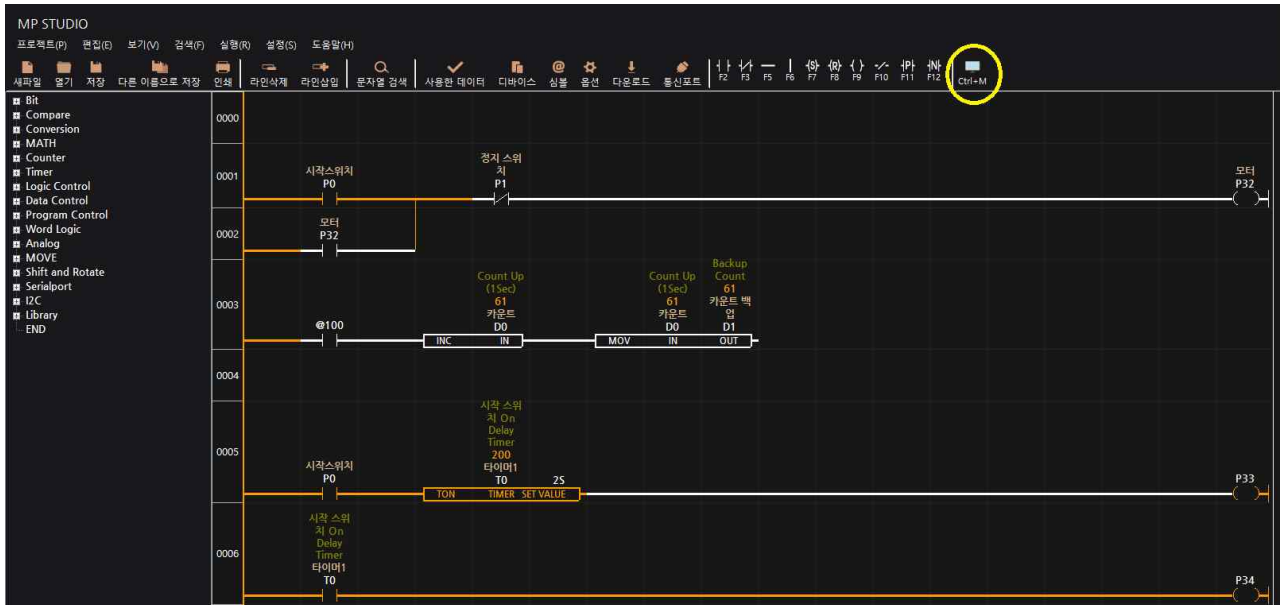 MP STUDIO
프로젝트(P) 편집(E) 보기(V) 검색(F) 실행(R) 설정(S) 도움말(H)
새파일 열기 저장 다른 이름으로 저장 인쇄 라인삭제 라인삽입 문자열 검색 사용한 데이터 디바이스 심볼 옵션 다운로드 통신포트 F2 F3 F5 F6 F7 F8 F9 F10 F11 F12 Ctrl+M
Bit
Compare
Conversion
MATH
Counter
Timer
Logic Control
Data Control
Program Control
Word Logic
Analog
MOVE
Shift and Rotate
Serialport
I2C
Library
END
0000
0001
시작스위치
P0
정지 스위
치
P1
모터
P32
0002
모터
P32
0003
@100
Count Up
(1Sec)
61
카운트
D0
INC IN
Count Up
(1Sec)
61
카운트
D0
Backup
Count
61
카운트 백
업
D1
MOV IN OUT
0004
0005
시작스위치
P0
시작 스위
치 On
Delay
Timer
200
타이머1
T0 2S
TON TIMER SET VALUE
P33
0006
시작 스위
치 On
Delay
Timer
타이머1
T0
P34